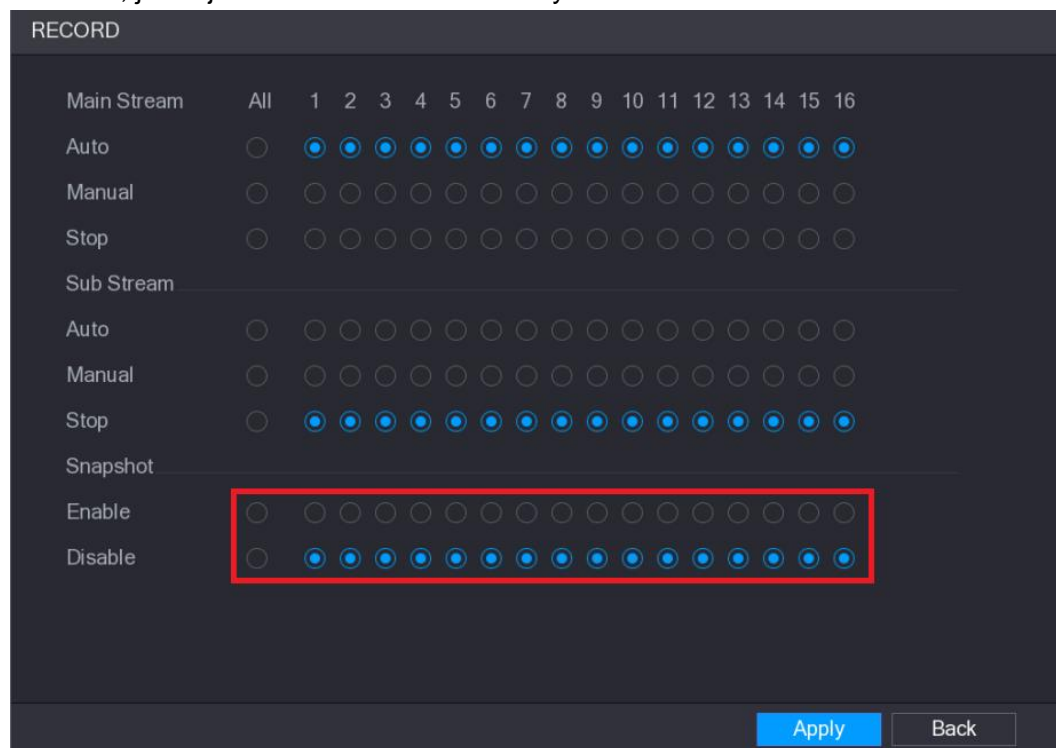 RECORD
Main Stream All 1 2 3 4 5 6 7 8 9 10 11 12 13 14 15 16
Auto
Manual
Stop
Sub Stream
Auto
Manual
Stop
Snapshot
Enable
Disable
Apply Back